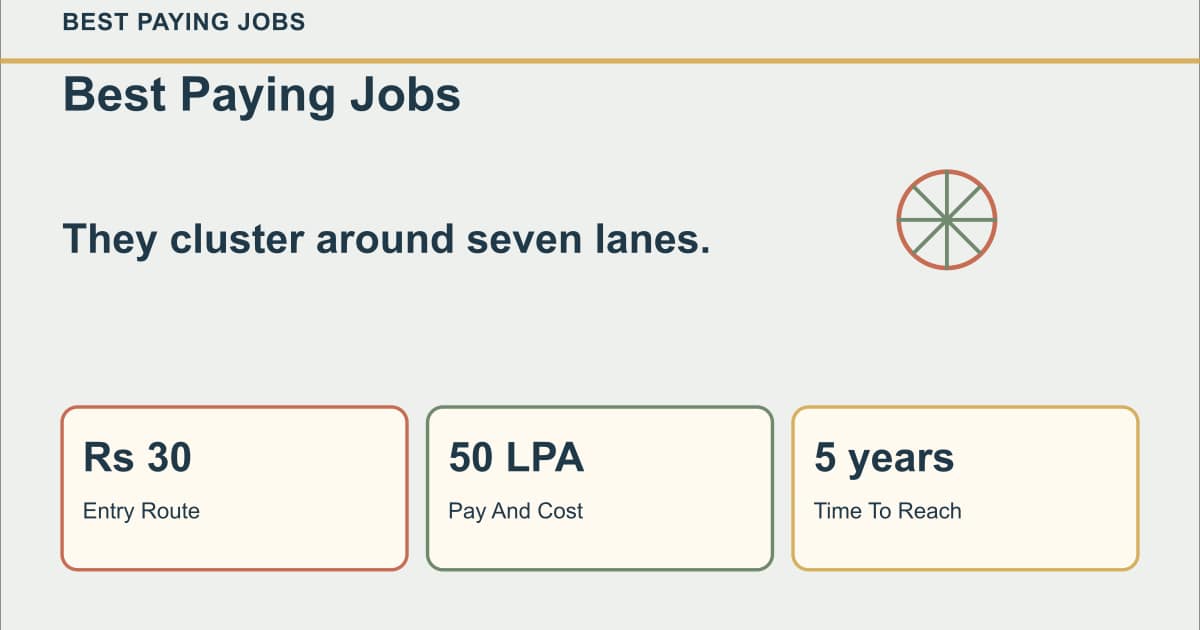 BEST PAYING JOBS
Best Paying Jobs
They cluster around seven lanes.
Rs 30
Entry Route
50 LPA
Pay And Cost
5 years
Time To Reach